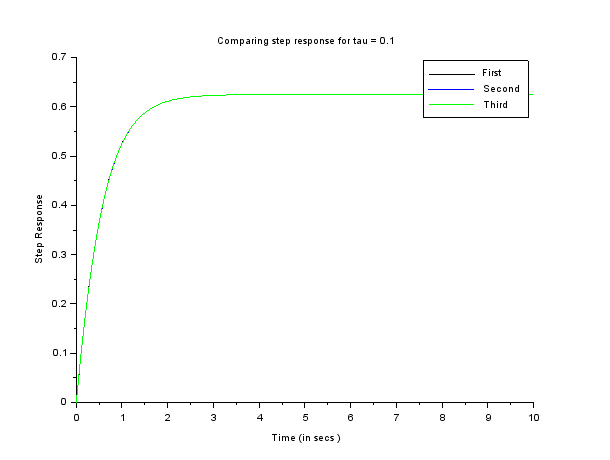 Comparing step response for tau = 0.1
0.7
0.6
0.5
0.4
0.3
0.2
0.1
0
Step Response
First
Second
Third
0 1 2 3 4 5 6 7 8 9 10
Time (in secs )